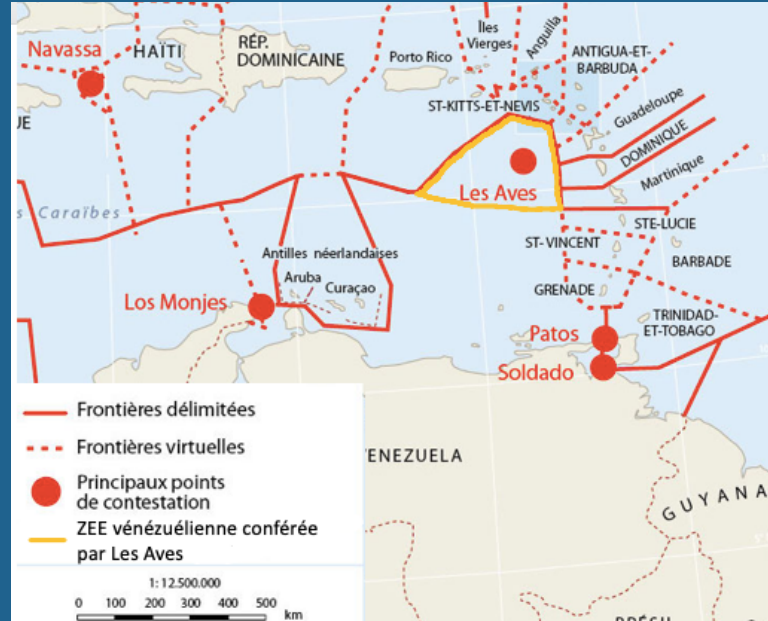 Navassa
HAÏTI
RÉP.
DOMINICAINE
Porto Rico
Îles
Vierges
Anguilla
ANTIGUA-ET-
BARBUDA
ST-KITTS-ET-NEVIS
Guadeloupe
DOMINIQUE
Martinique
Les Aves
UE
s Caraïbes
STE-LUCIE
ST-VINCENT
BARBADE
Antilles néerlandaises
Aruba
Curaçao
GRENADE
Los Monjes
TRINIDAD-
ET-TOBAGO
Patos
Soldado
Frontières délimitées
Frontières virtuelles
Principaux points
de contestation
ZEE vénézuélienne conférée
par Les Aves
1: 12.500.000
0 100 200 300 400 500 km
ENEZUELA
GUYANA